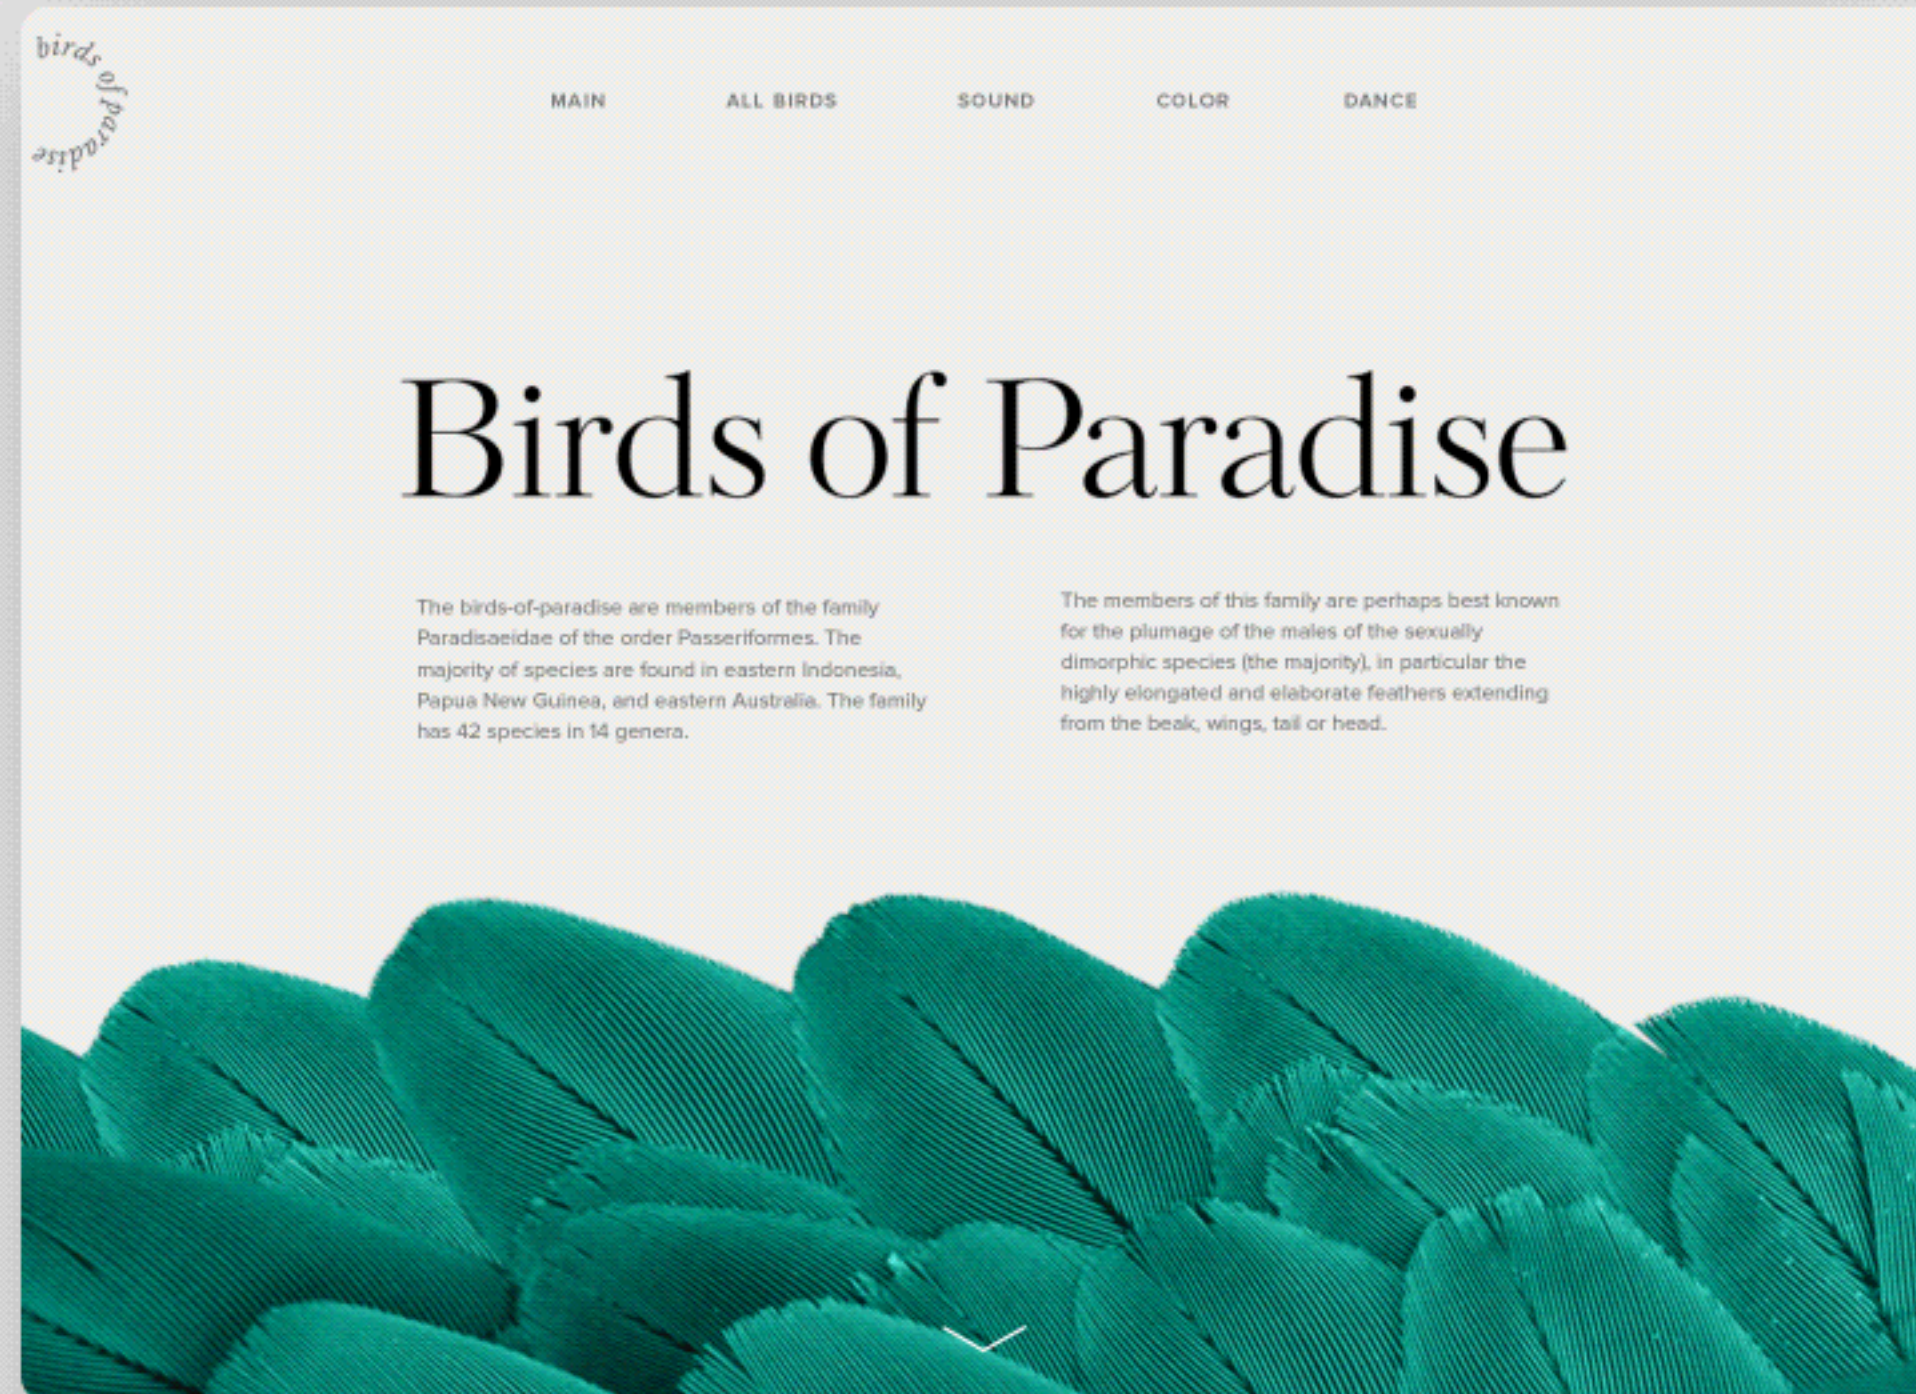 birds of paradise
MAIN ALL BIRDS SOUND COLOR DANCE
Birds of Paradise
The birds-of-paradise are members of the family
Paradisaeidae of the order Passeriformes. The
majority of species are found in eastern Indonesia,
Papua New Guinea, and eastern Australia. The family
has 42 species in 14 genera.
The members of this family are perhaps best known
for the plumage of the males of the sexually
dimorphic species (the majority), in particular the
highly elongated and elaborate feathers extending
from the beak, wings, tail or head.